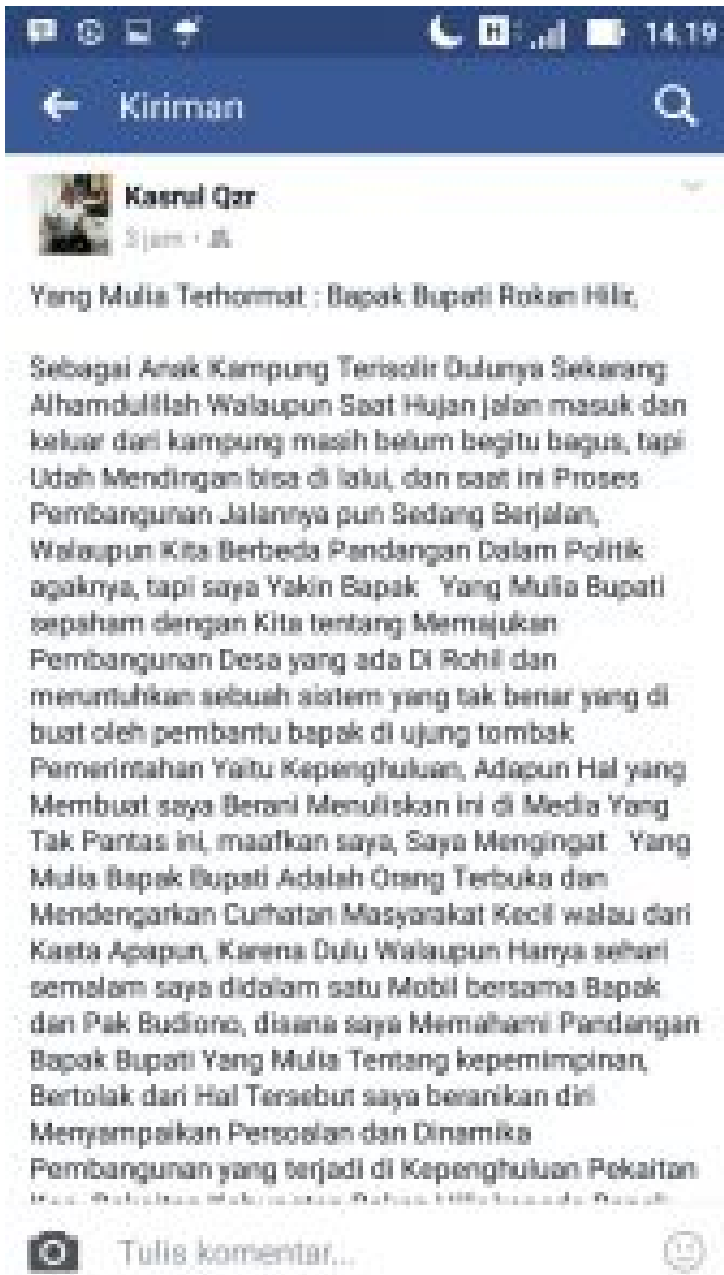 H 14.19
Kiriman
Kasrul Qzr
3 jam
Yang Mulia Terhormat : Bapak Bupati Rokan Hilir,
Sebagai Anak Kampung Terisolir Dulunya Sekarang
Alhamdulillah Walaupun Saat Hujan jalan masuk dan
keluar dari kampung masih belum begitu bagus, tapi
Udah Mendingan bisa di lalui, dan saat ini Proses
Pembangunan Jalannya pun Sedang Berjalan,
Walaupun Kita Berbeda Pandangan Dalam Politik
agaknya, tapi saya Yakin Bapak Yang Mulia Bupati
sepaham dengan Kita tentang Memajukan
Pembangunan Desa yang ada Di Rohil dan
meruntuhkan sebuah sistem yang tak benar yang di
buat oleh pembantu bapak di ujung tombak
Pemerintahan Yaitu Kepenghuluan, Adapun Hal yang
Membuat saya Berani Menuliskan ini di Media Yang
Tak Pantas ini, maafkan saya, Saya Mengingat Yang
Mulia Bapak Bupati Adalah Orang Terbuka dan
Mendengarkan Curhatan Masyarakat Kecil walau dari
Kasta Apapun, Karena Dulu Walaupun Hanya sehari
semalam saya didalam satu Mobil bersama Bapak
dan Pak Budiono, disana saya Memahami Pandangan
Bapak Bupati Yang Mulia Tentang kepemimpinan,
Bertolak dari Hal Tersebut saya beranikan diri
Menyampaikan Persoalan dan Dinamika
Pembangunan yang terjadi di Kepenghuluan Pekaitan
Tulis komentar...